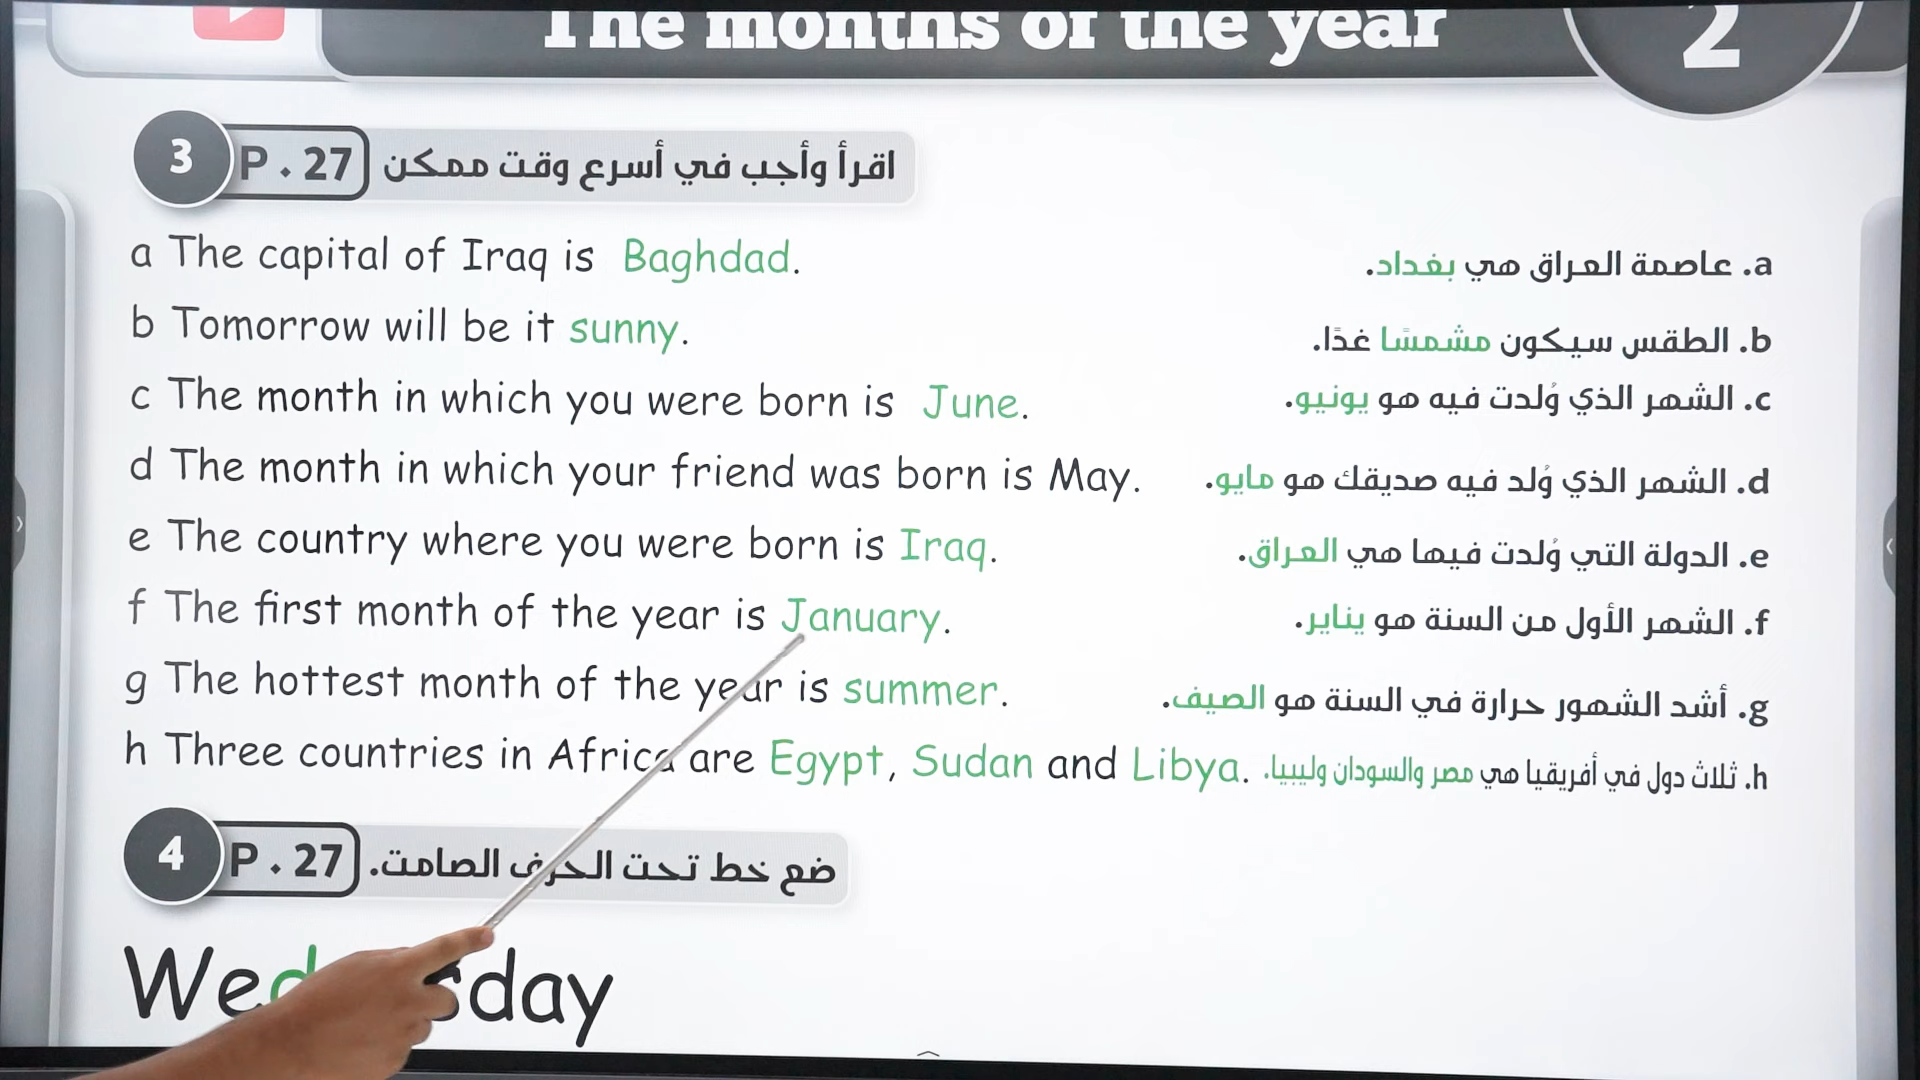 The months of the year
2
3 P . 27 اقرأ وأجب في أسرع وقت ممكن
a The capital of Iraq is Baghdad.
a. عاصمة العراق هي بغداد.
b Tomorrow will be it sunny.
b. الطقس سيكون مشمسًا غدًا.
c The month in which you were born is June.
c. الشهر الذي وُلدت فيه هو يونيو.
d The month in which your friend was born is May.
d. الشهر الذي وُلد فيه صديقك هو مايو.
e The country where you were born is Iraq.
e. الدولة التي وُلدت فيها هي العراق.
f The first month of the year is January.
f. الشهر الأول من السنة هو يناير.
g The hottest month of the year is summer.
g. أشد الشهور حرارة في السنة هو الصيف.
h Three countries in Africa are Egypt, Sudan and Libya.
h. ثلاث دول في أفريقيا هي مصر والسودان وليبيا.
4 P . 27 ضع خط تحت الحرف الصامت.